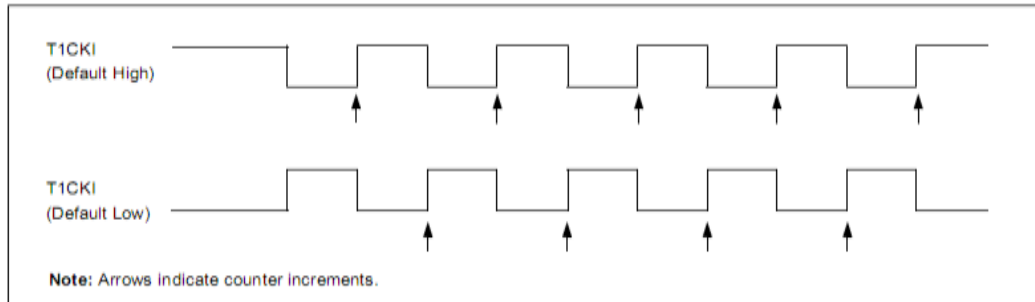 T1CKI
(Default High)
T1CKI
(Default Low)
Note: Arrows indicate counter increments.